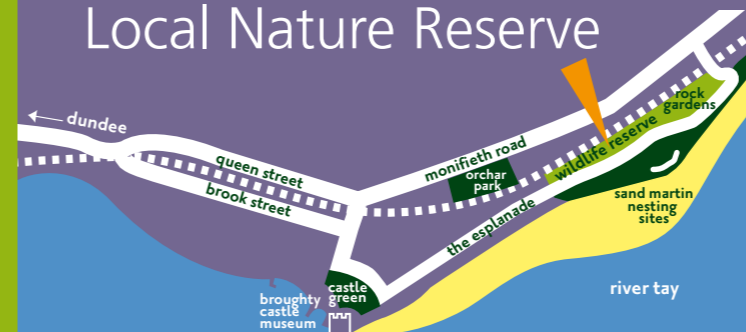 Local Nature Reserve
dundee
queen street
brook street
monifieth road
orchar
park
rock
gardens
wildlife reserve
the esplanade
sand martin
nesting
sites
river tay
castle
green
broughty
castle
museum